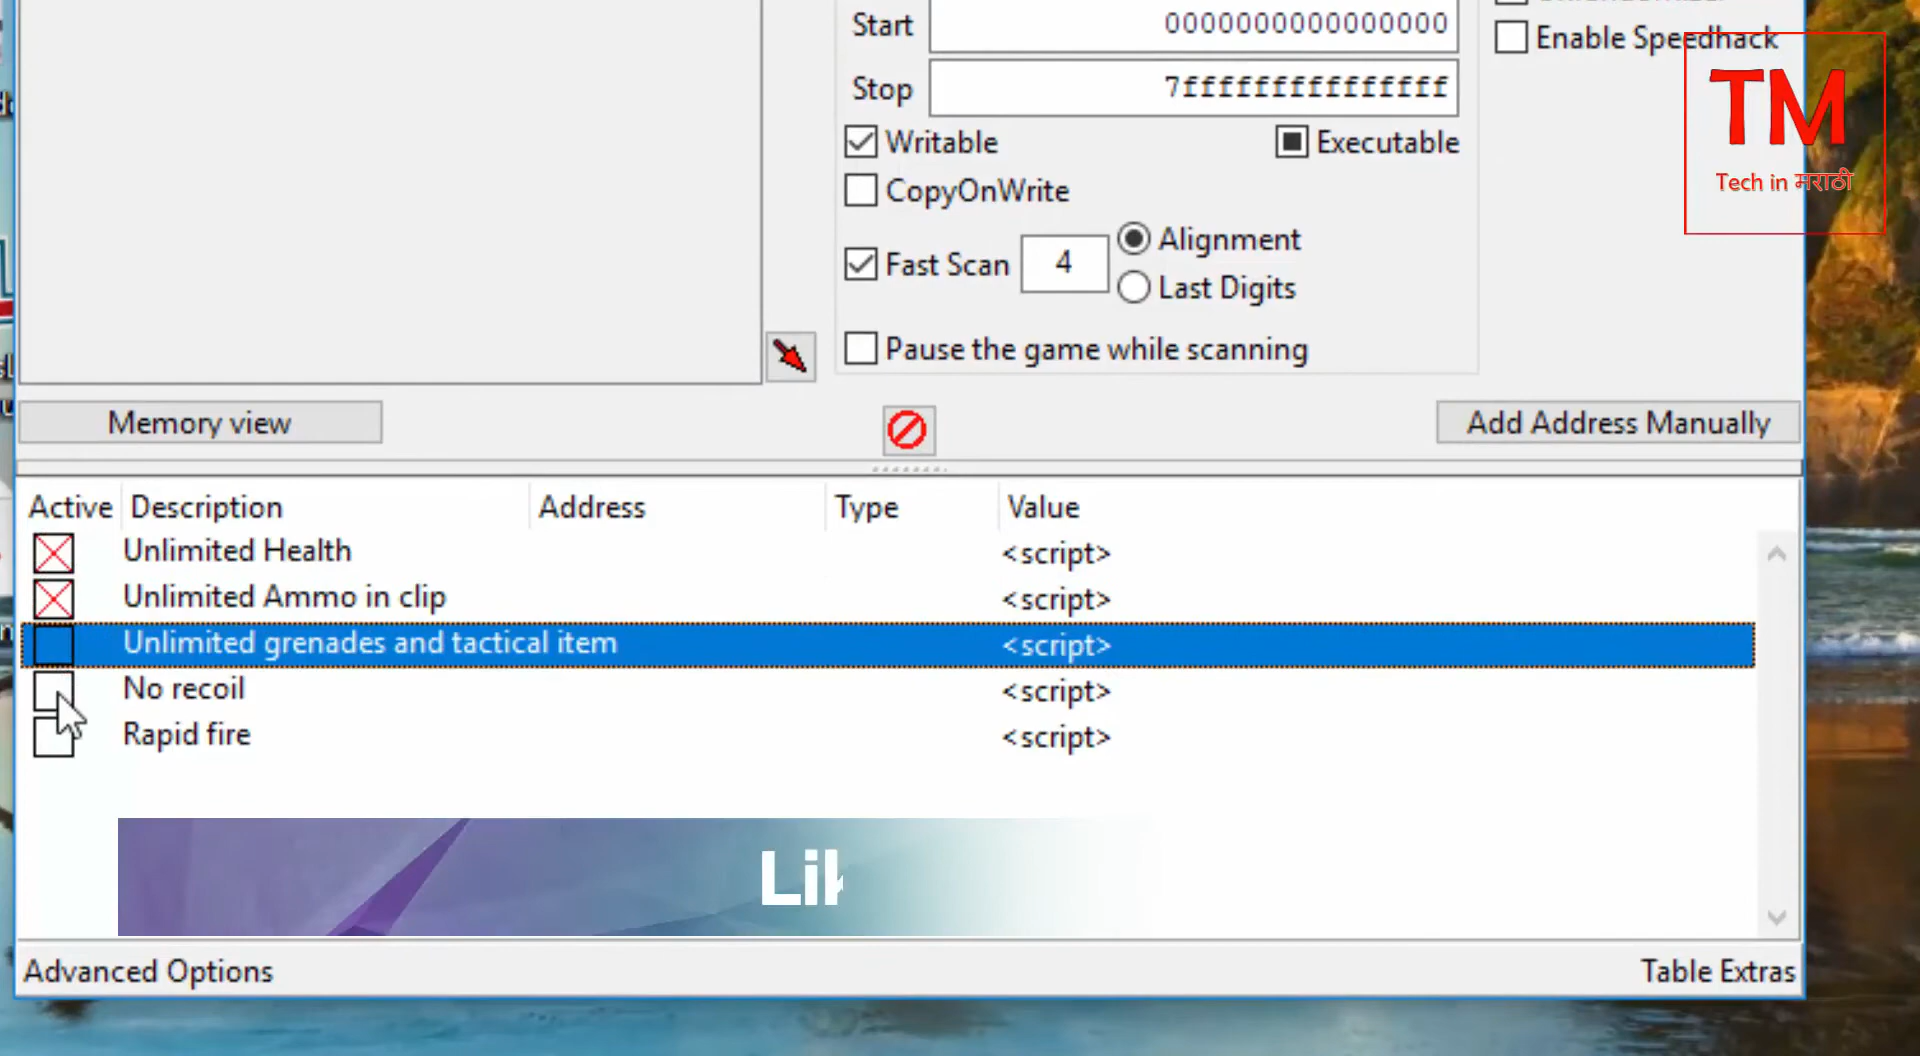 Start 0000000000000000
Enable Speedhack
Stop 7fffffffffffffff
TM
Tech in मराठी
Writable Executable
CopyOnWrite
Fast Scan 4 Alignment
Last Digits
Pause the game while scanning
Memory view Add Address Manually
Active Description Address Type Value
Unlimited Health <script>
Unlimited Ammo in clip <script>
Unlimited grenades and tactical item <script>
No recoil <script>
Rapid fire <script>
Advanced Options Table Extras